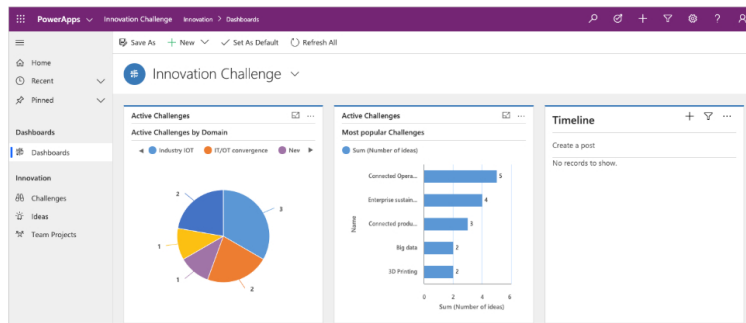 PowerApps Innovation Challenge Innovation > Dashboards
Save As New Set As Default Refresh All
Home
Recent
Pinned
Dashboards
Dashboards
Innovation
Challenges
Ideas
Team Projects
Innovation Challenge
Active Challenges
Active Challenges by Domain
Industry IOT IT/OT convergence Nev
2
3
1
1
2
Active Challenges
Most popular Challenges
Sum (Number of ideas)
Name
Connected Opera... 5
Enterprise sustain... 4
Connected produ... 3
Big data 2
3D Printing 2
0 2 4 6
Sum (Number of ideas)
Timeline
Create a post
No records to show.